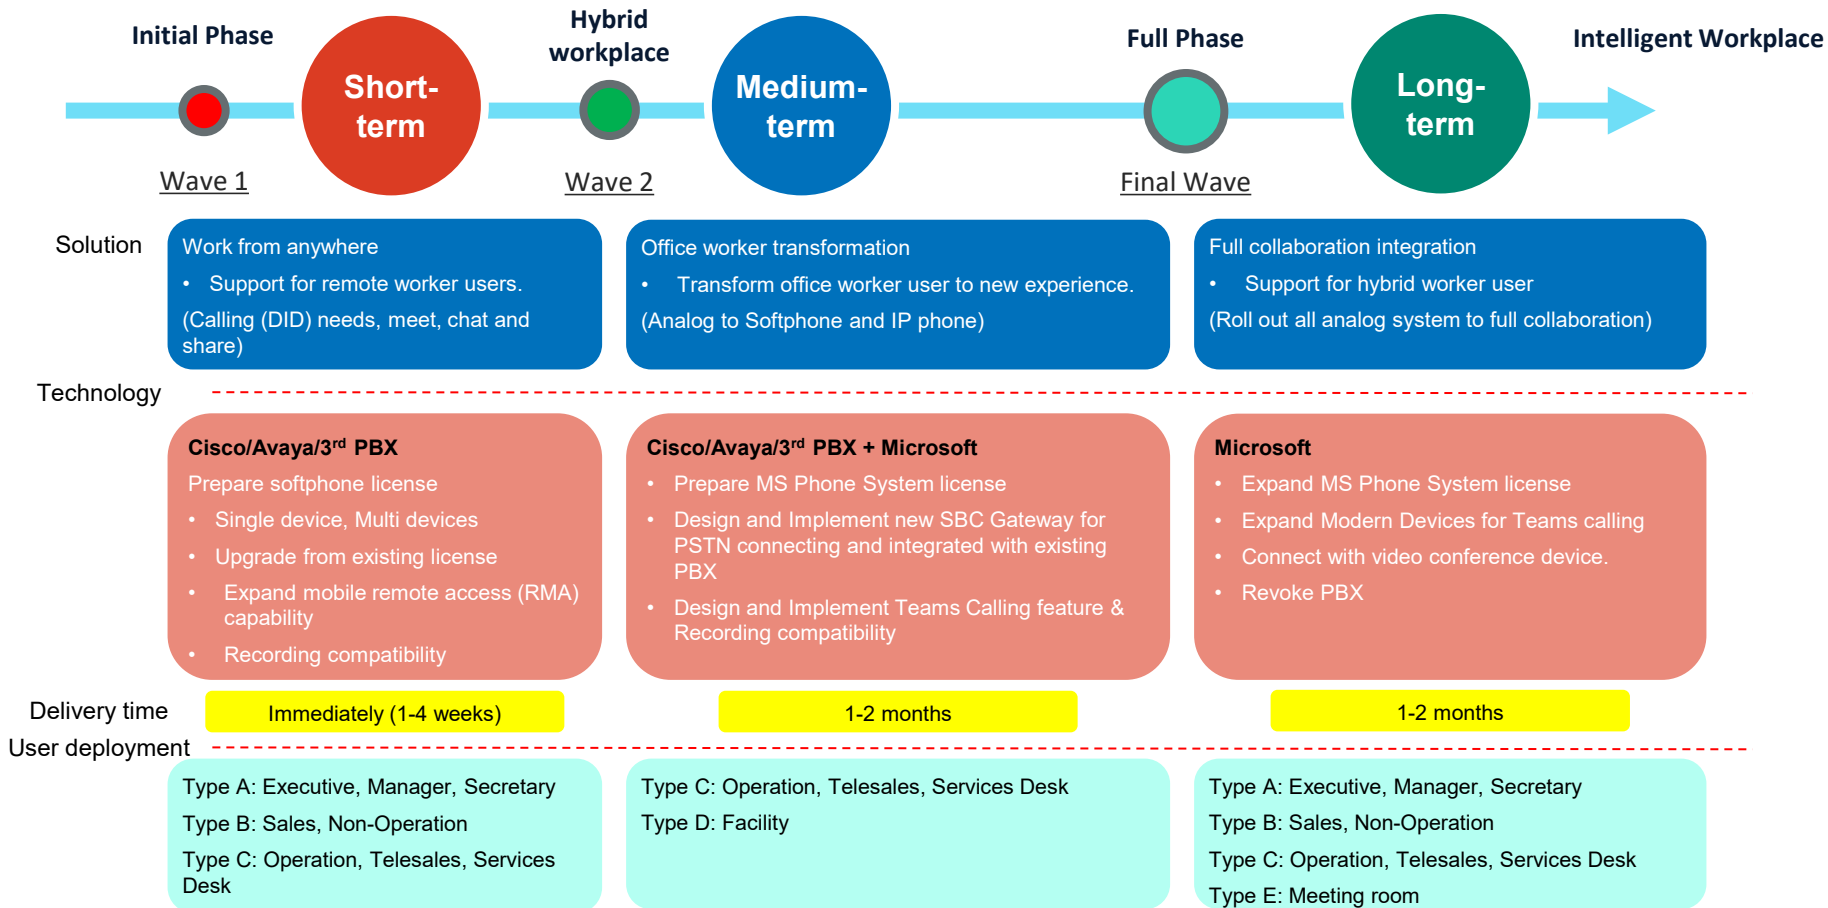 Initial Phase
Hybrid
workplace
Full Phase
Intelligent Workplace
Short-
term
Medium-
term
Long-
term
Wave 1
Wave 2
Final Wave
Solution
Work from anywhere
• Support for remote worker users.
(Calling (DID) needs, meet, chat and
share)
Office worker transformation
• Transform office worker user to new experience.
(Analog to Softphone and IP phone)
Full collaboration integration
• Support for hybrid worker user
(Roll out all analog system to full collaboration)
Technology
Cisco/Avaya/3rd PBX
Prepare softphone license
• Single device, Multi devices
• Upgrade from existing license
• Expand mobile remote access (RMA)
capability
• Recording compatibility
Cisco/Avaya/3rd PBX + Microsoft
• Prepare MS Phone System license
• Design and Implement new SBC Gateway for
PSTN connecting and integrated with existing
PBX
• Design and Implement Teams Calling feature &
Recording compatibility
Microsoft
• Expand MS Phone System license
• Expand Modern Devices for Teams calling
• Connect with video conference device.
• Revoke PBX
Delivery time
Immediately (1-4 weeks)
1-2 months
1-2 months
User deployment
Type A: Executive, Manager, Secretary
Type B: Sales, Non-Operation
Type C: Operation, Telesales, Services
Desk
Type C: Operation, Telesales, Services Desk
Type D: Facility
Type A: Executive, Manager, Secretary
Type B: Sales, Non-Operation
Type C: Operation, Telesales, Services Desk
Type E: Meeting room